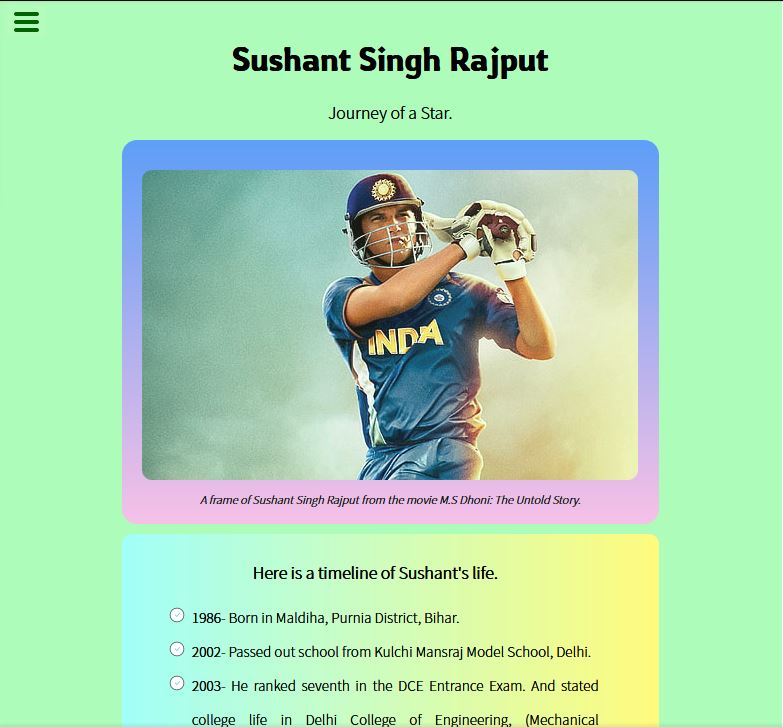 Sushant Singh Rajput
Journey of a Star.
INDIA
A frame of Sushant Singh Rajput from the movie M.S Dhoni: The Untold Story.
Here is a timeline of Sushant's life.
1986- Born in Maldiha, Purnia District, Bihar.
2002- Passed out school from Kulchi Mansraj Model School, Delhi.
2003- He ranked seventh in the DCE Entrance Exam. And stated
college life in Delhi College of Engineering, (Mechanical